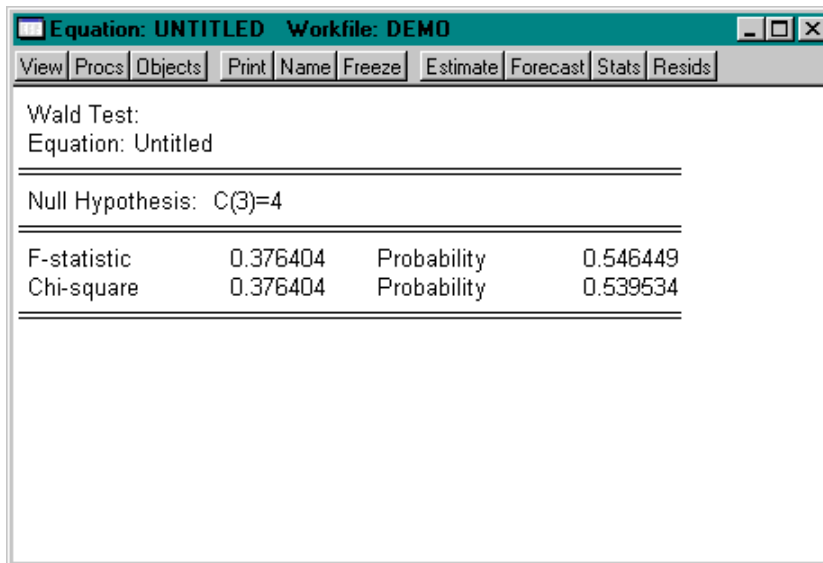 Equation: UNTITLED Workfile: DEMO
View Procs Objects Print Name Freeze Estimate Forecast Stats Resids
Wald Test:
Equation: Untitled
Null Hypothesis: C(3)=4
F-statistic 0.376404 Probability 0.546449
Chi-square 0.376404 Probability 0.539534